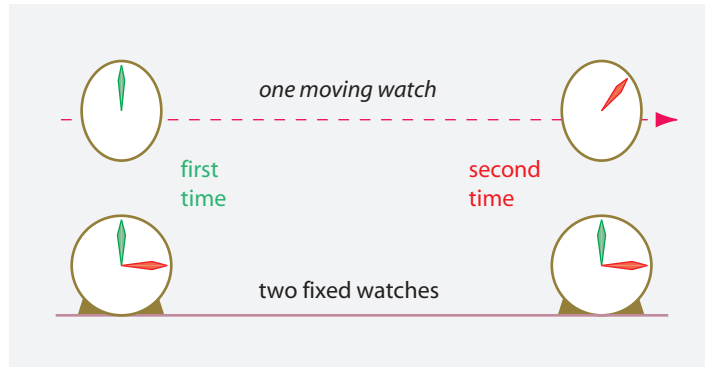 one moving watch
first
time
second
time
two fixed watches